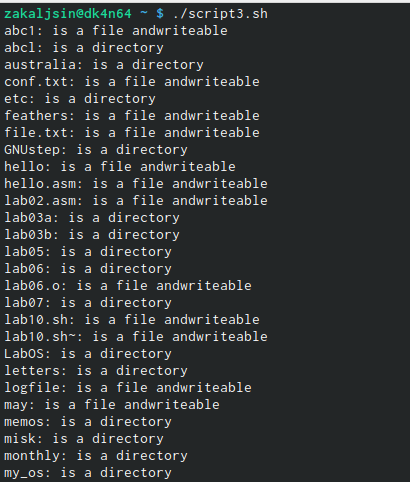 zakaljsin@dk4n64 ~ $ ./script3.sh
abc1: is a file andwriteable
abcl: is a directory
australia: is a directory
conf.txt: is a file andwriteable
etc: is a directory
feathers: is a file andwriteable
file.txt: is a file andwriteable
GNUstep: is a directory
hello: is a file andwriteable
hello.asm: is a file andwriteable
lab02.asm: is a file andwriteable
lab03a: is a directory
lab03b: is a directory
lab05: is a directory
lab06: is a directory
lab06.o: is a file andwriteable
lab07: is a directory
lab10.sh: is a file andwriteable
lab10.sh~: is a file andwriteable
LabOS: is a directory
letters: is a directory
logfile: is a file andwriteable
may: is a file andwriteable
memos: is a directory
misk: is a directory
monthly: is a directory
my_os: is a directory